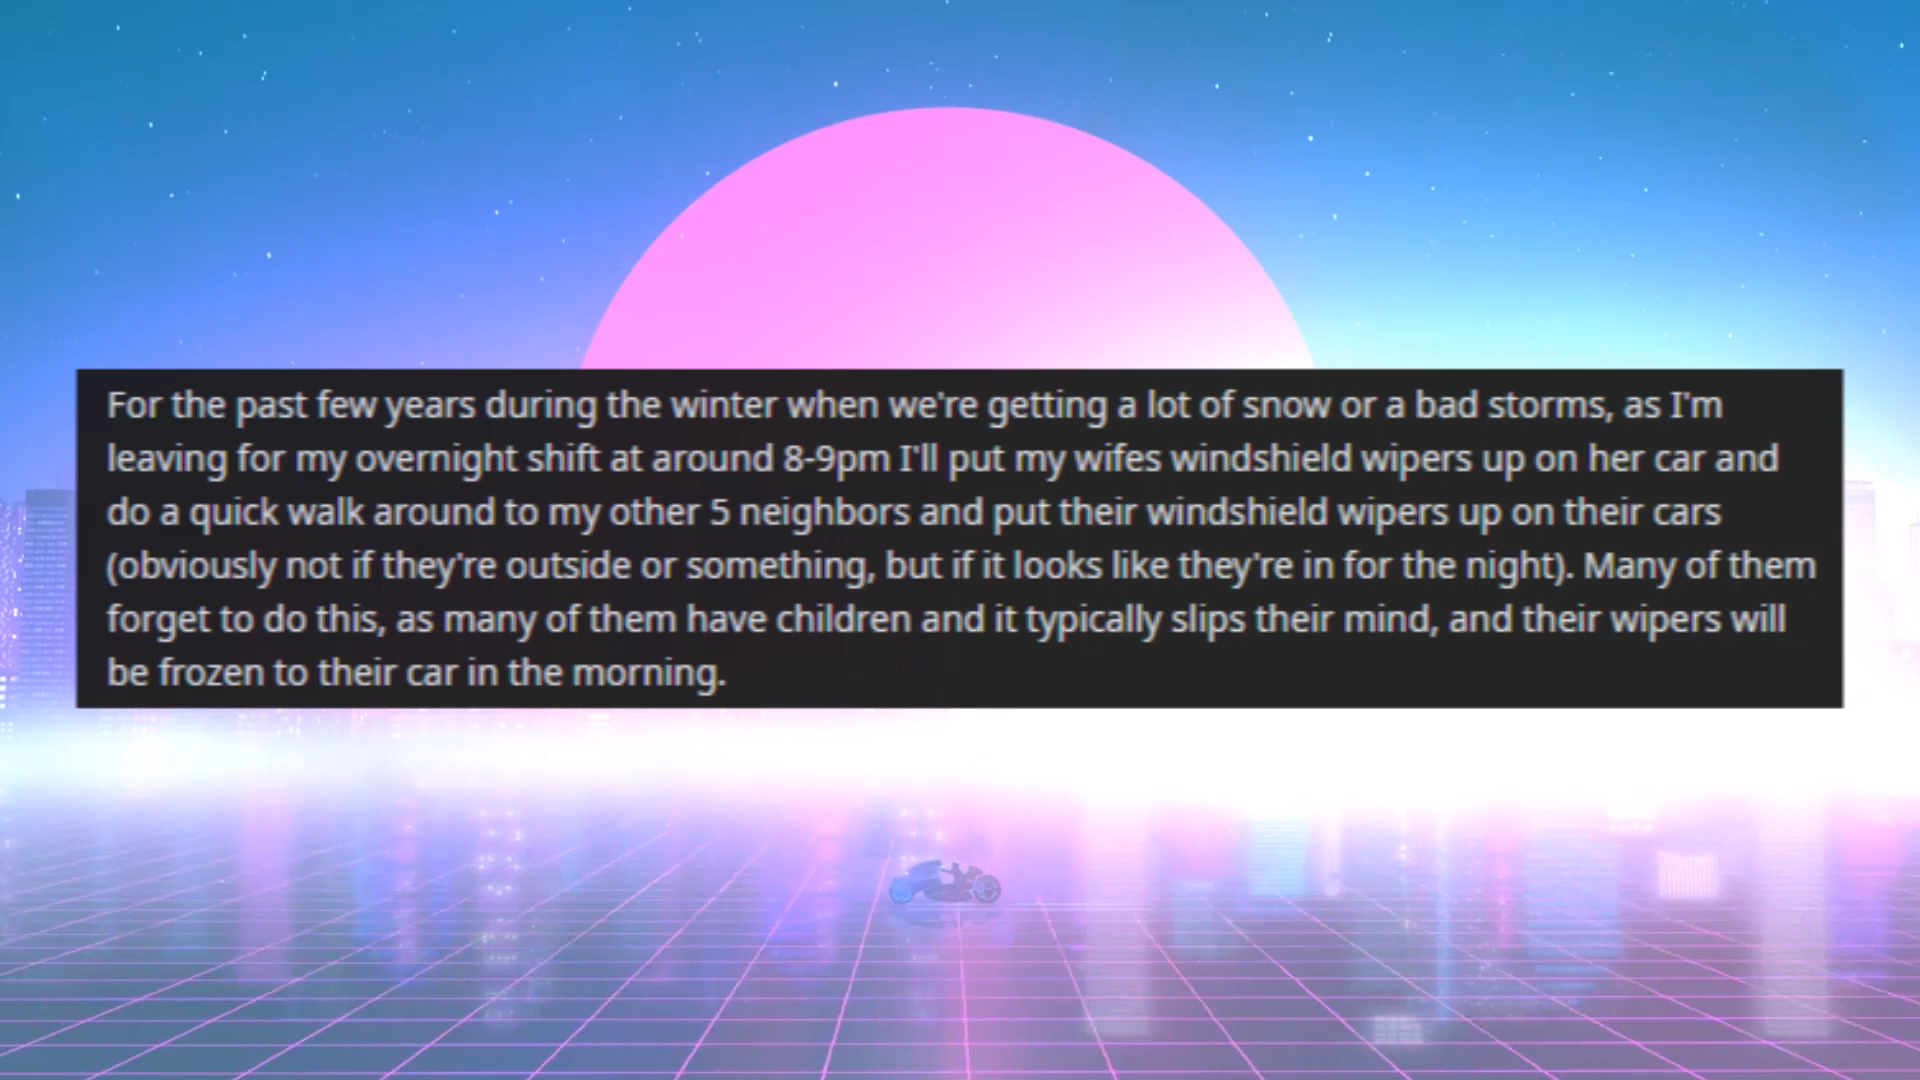 For the past few years during the winter when we're getting a lot of snow or a bad storms, as I'm
leaving for my overnight shift at around 8-9pm I'll put my wifes windshield wipers up on her car and
do a quick walk around to my other 5 neighbors and put their windshield wipers up on their cars
(obviously not if they're outside or something, but if it looks like they're in for the night). Many of them
forget to do this, as many of them have children and it typically slips their mind, and their wipers will
be frozen to their car in the morning.